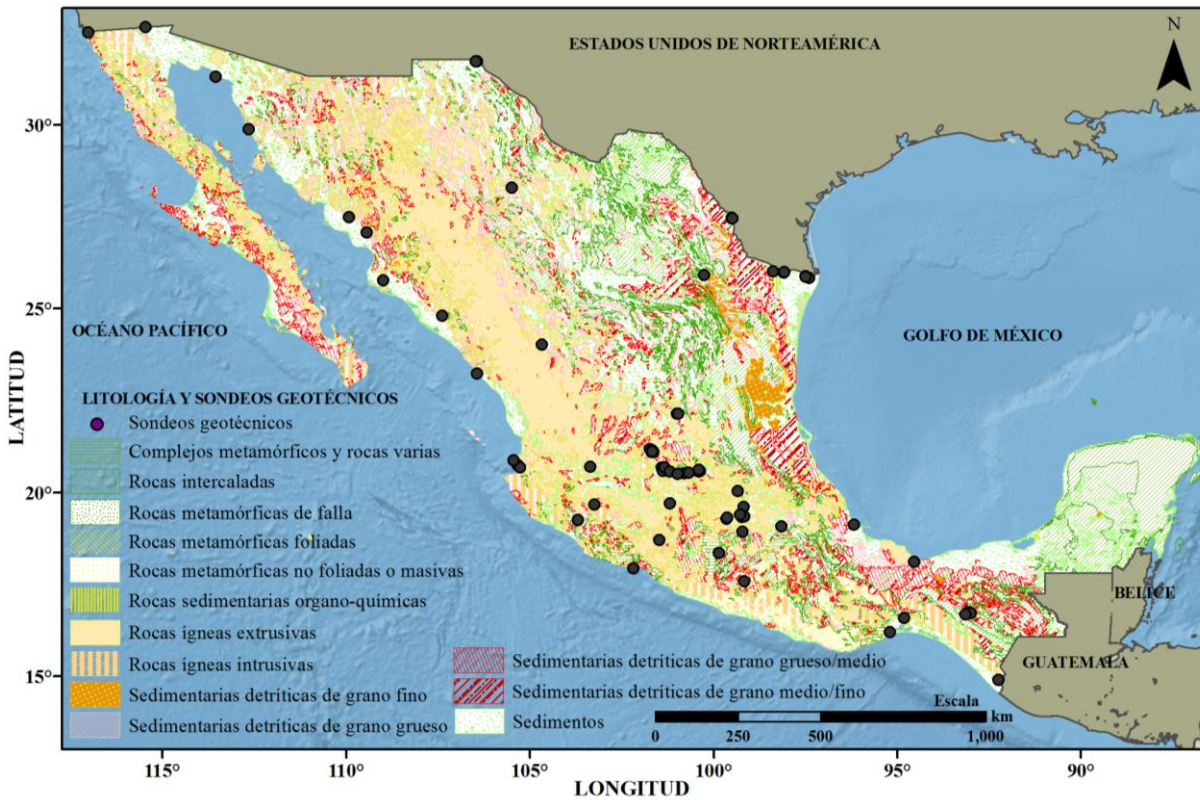 N
ESTADOS UNIDOS DE NORTEAMÉRICA
30°
25°
20°
15°
LATITUD
OCÉANO PACÍFICO
GOLFO DE MÉXICO
BELICE
GUATEMALA
LITOLOGÍA Y SONDEOS GEOTÉCNICOS
Sondeos geotécnicos
Complejos metamórficos y rocas varias
Rocas intercaladas
Rocas metamórficas de falla
Rocas metamórficas foliadas
Rocas metamórficas no foliadas o masivas
Rocas sedimentarias organo-químicas
Rocas ígneas extrusivas
Rocas ígneas intrusivas
Sedimentarias detríticas de grano fino
Sedimentarias detríticas de grano grueso
Sedimentarias detríticas de grano grueso/medio
Sedimentarias detríticas de grano medio/fino
Sedimentos
Escala
km
0 250 500 1,000
115° 110° 105° 100° 95° 90°
LONGITUD